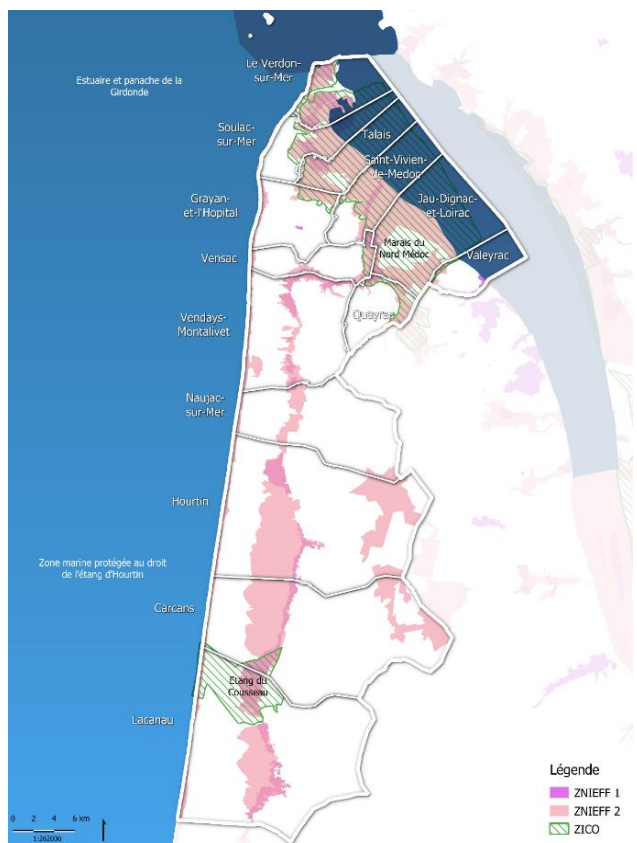 Le Verdon-
sur-Mer
Estuaire et panache de la
Girdonde
Soulac-
sur-Mer
Talais
Saint-Vivien-
de-Medoc
Grayan-
et-l'Hopital
Jau-Dignac-
et-Loirac
Marais du
Nord Médoc
Vensac
Valeyrac
Vendays-
Montalivet
Queyrac
Naujac-
sur-Mer
Hourtin
Zone marine protégée au droit
de l'étang d'Hourtin
Carcans
Etang du
Cousseau
Lacanau
Légende
ZNIEFF 1
ZNIEFF 2
ZICO
0 2 4 6 km
1:262000